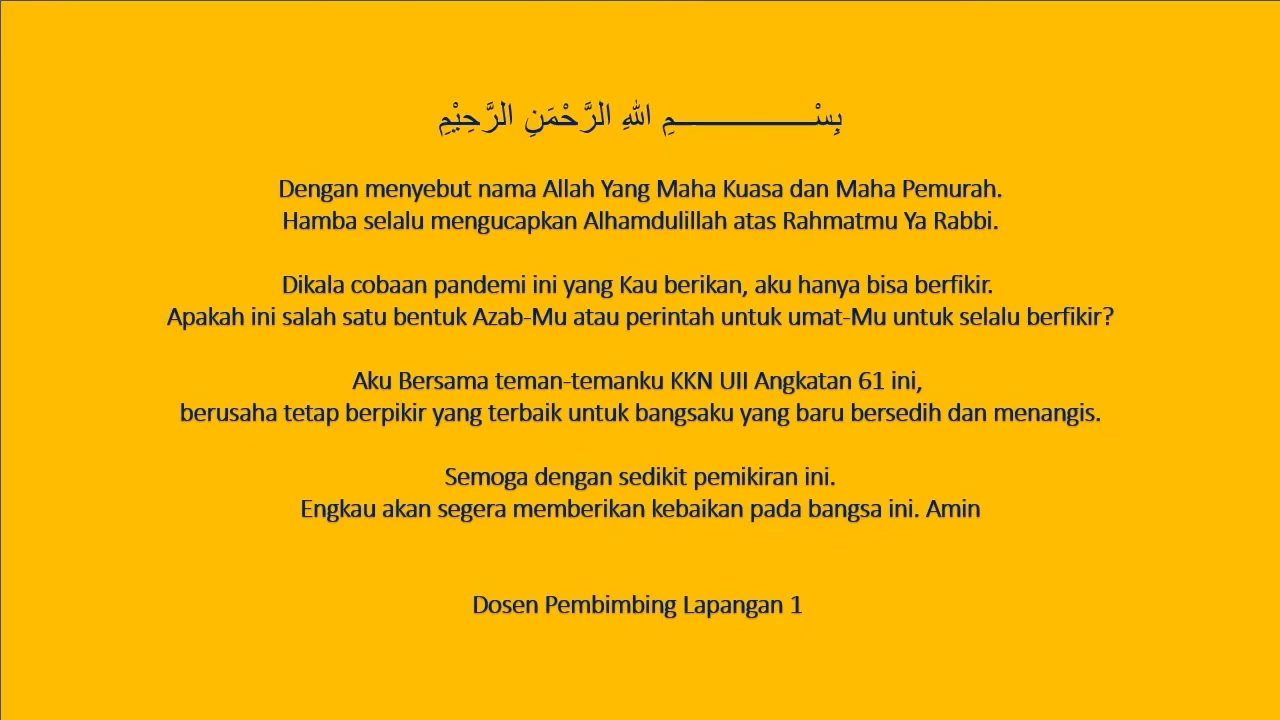 بِسْــــــــــــــــــمِ اللهِ الرَّحْمَنِ الرَّحِيْمِ
Dengan menyebut nama Allah Yang Maha Kuasa dan Maha Pemurah.
Hamba selalu mengucapkan Alhamdulillah atas Rahmatmu Ya Rabbi.
Dikala cobaan pandemi ini yang Kau berikan, aku hanya bisa berfikir.
Apakah ini salah satu bentuk Azab-Mu atau perintah untuk umat-Mu untuk selalu berfikir?
Aku Bersama teman-temanku KKN UII Angkatan 61 ini,
berusaha tetap berpikir yang terbaik untuk bangsaku yang baru bersedih dan menangis.
Semoga dengan sedikit pemikiran ini.
Engkau akan segera memberikan kebaikan pada bangsa ini. Amin
Dosen Pembimbing Lapangan 1